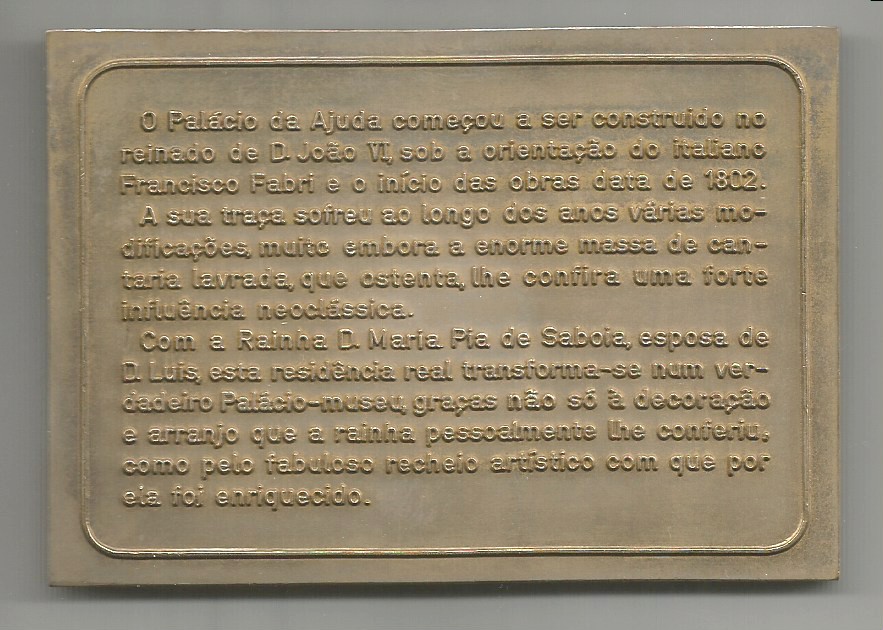 O Palácio da Ajuda começou a ser construido no
reinado de D. João VI, sob a orientação do italiano
Francisco Fabri e o início das obras data de 1802.
A sua traça sofreu ao longo dos anos várias mo-
dificações, muito embora a enorme massa de can-
taria lavrada, que ostenta, lhe confira uma forte
influência neoclássica.
Com a Rainha D. Maria Pia de Saboia, esposa de
D. Luis, esta residência real transforma-se num ver-
dadeiro Palácio-museu, graças não só à decoração
e arranjo que a rainha pessoalmente lhe conferiu,
como pelo fabuloso recheio artístico com que por
ela foi enriquecido.